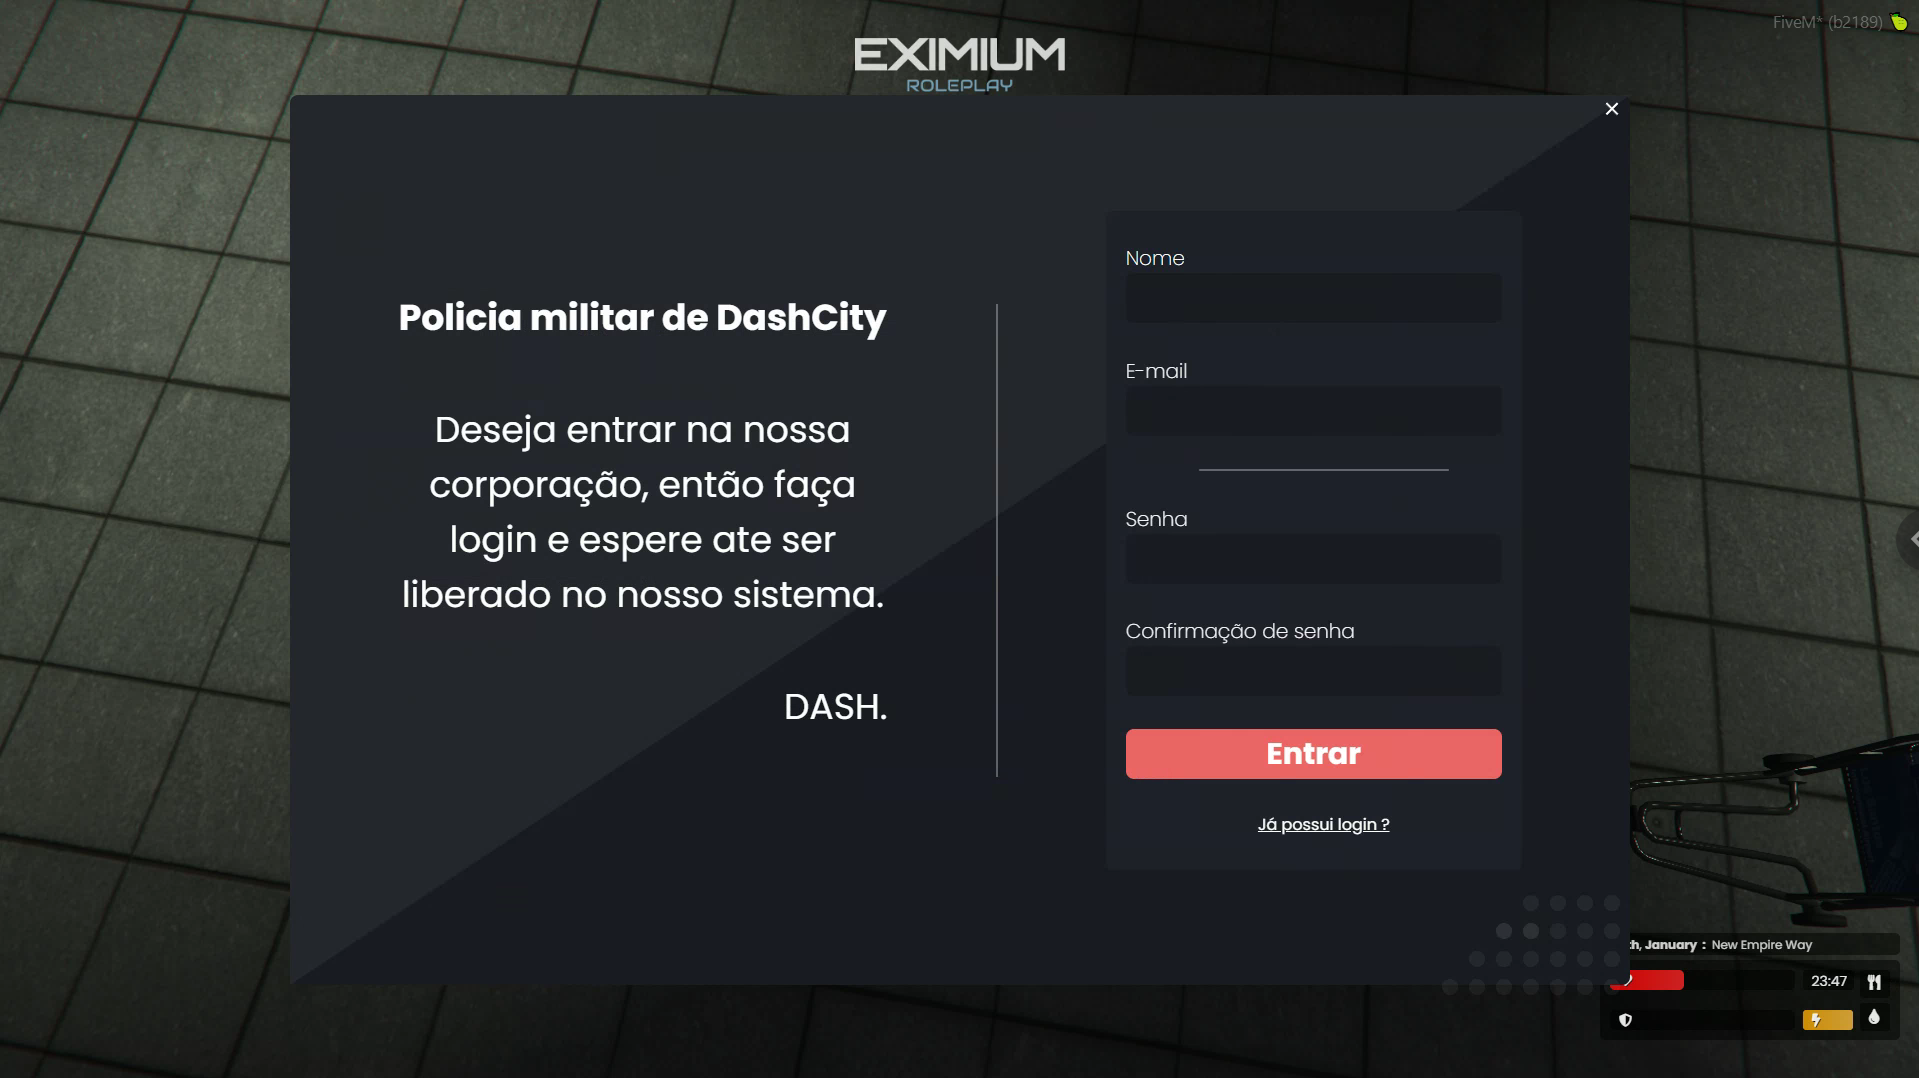 FiveM* (b2189)
EXIMIUM
ROLEPLAY
Policia militar de DashCity
Deseja entrar na nossa
corporação, então faça
login e espere ate ser
liberado no nosso sistema.
DASH.
Nome
E-mail
Senha
Confirmação de senha
Entrar
Já possui login ?
th, January : New Empire Way
23:47